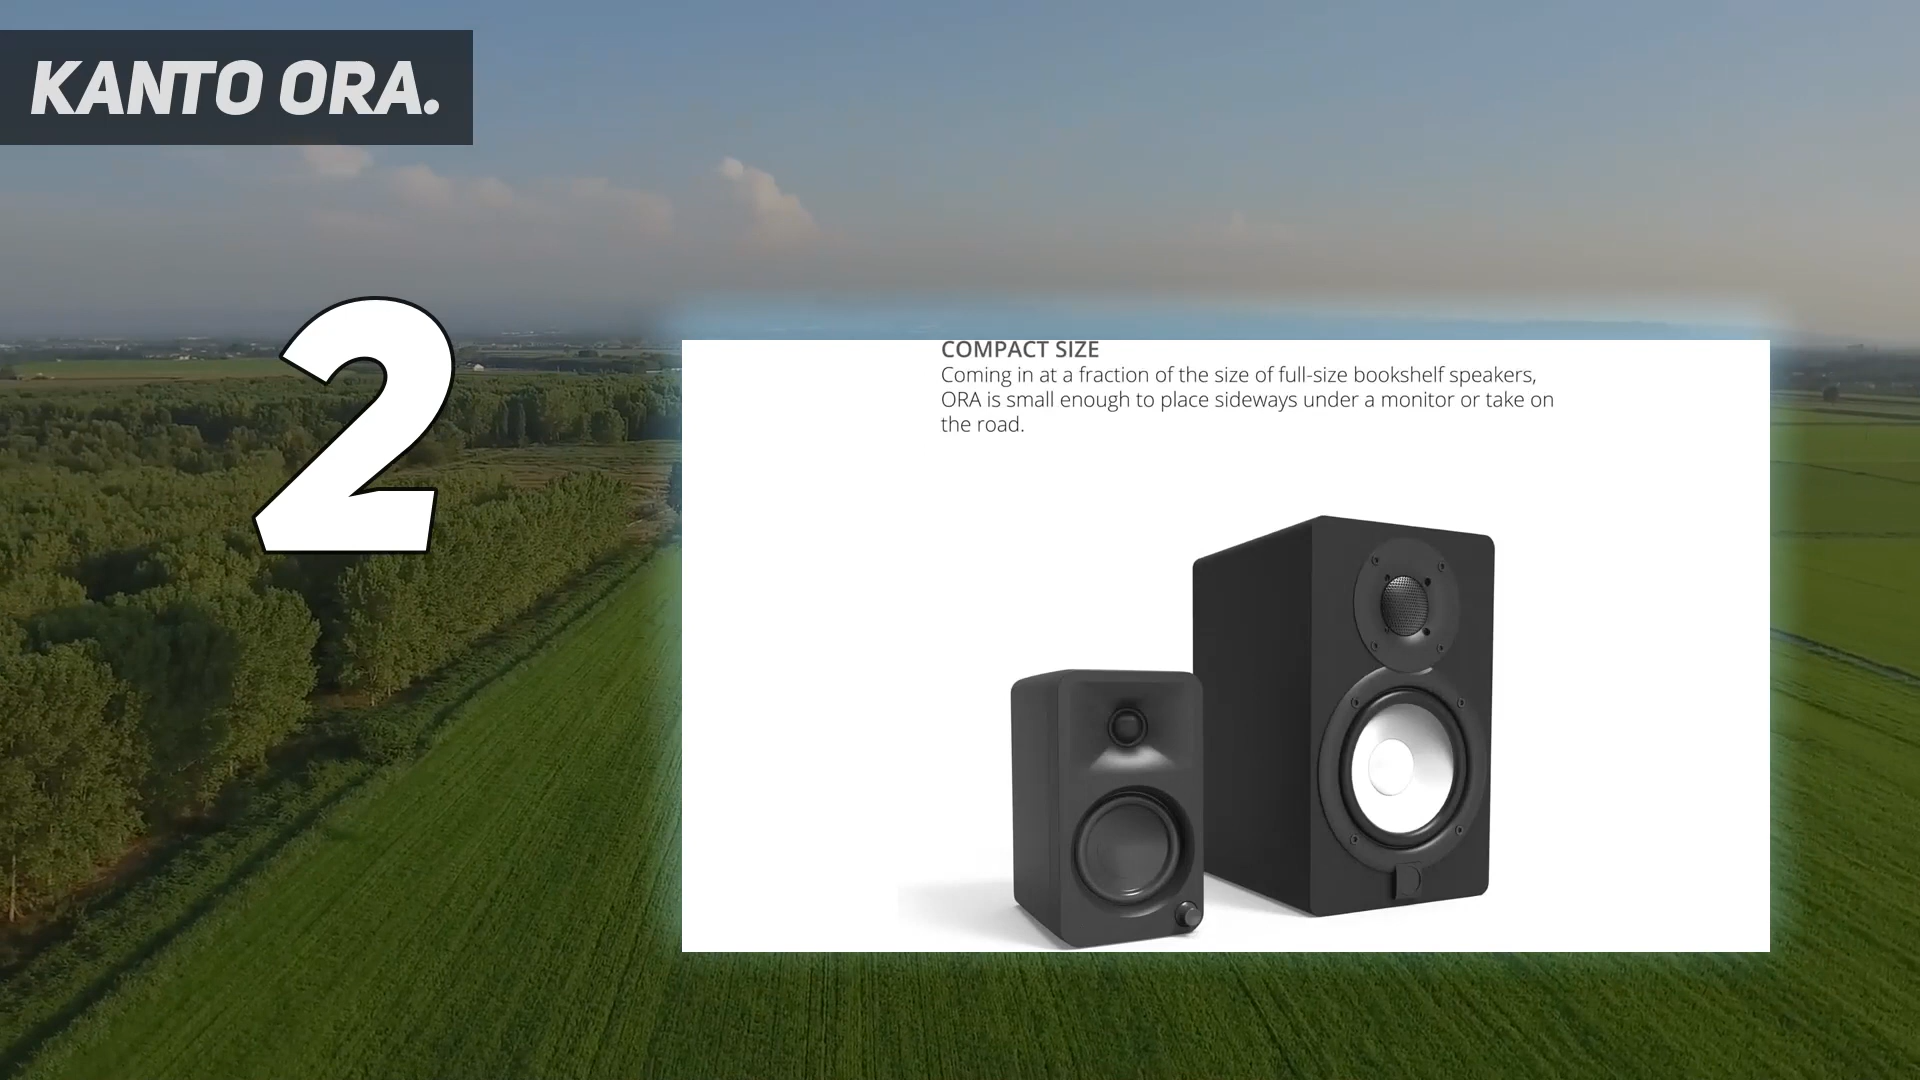 KANTO ORA.
2
COMPACT SIZE
Coming in at a fraction of the size of full-size bookshelf speakers,
ORA is small enough to place sideways under a monitor or take on
the road.